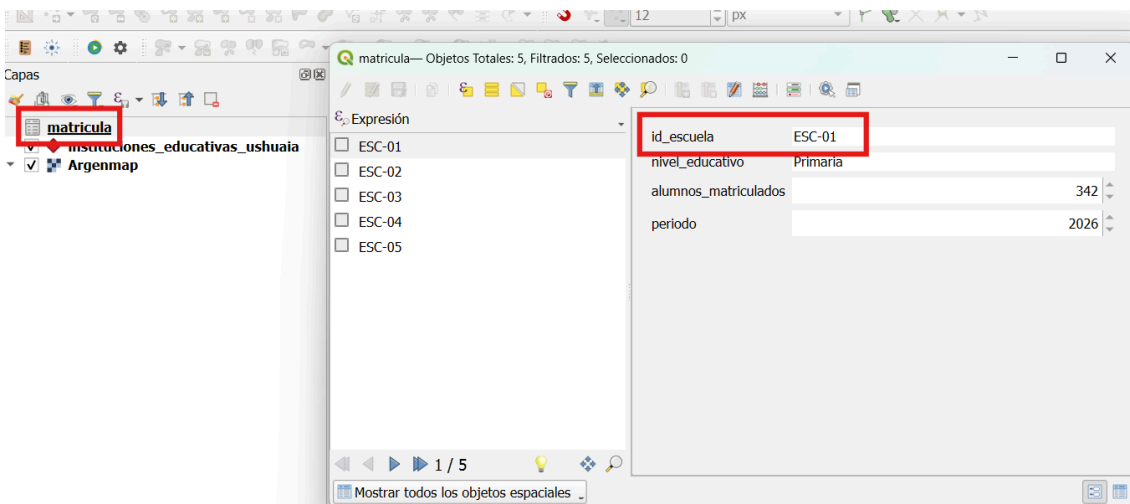 12
px
matricula— Objetos Totales: 5, Filtrados: 5, Seleccionados: 0
Capas
matricula
instituciones_educativas_ushuaia
Argenmap
Expresión
ESC-01
ESC-02
ESC-03
ESC-04
ESC-05
id_escuela ESC-01
nivel_educativo Primaria
alumnos_matriculados 342
periodo 2026
1 / 5
Mostrar todos los objetos espaciales